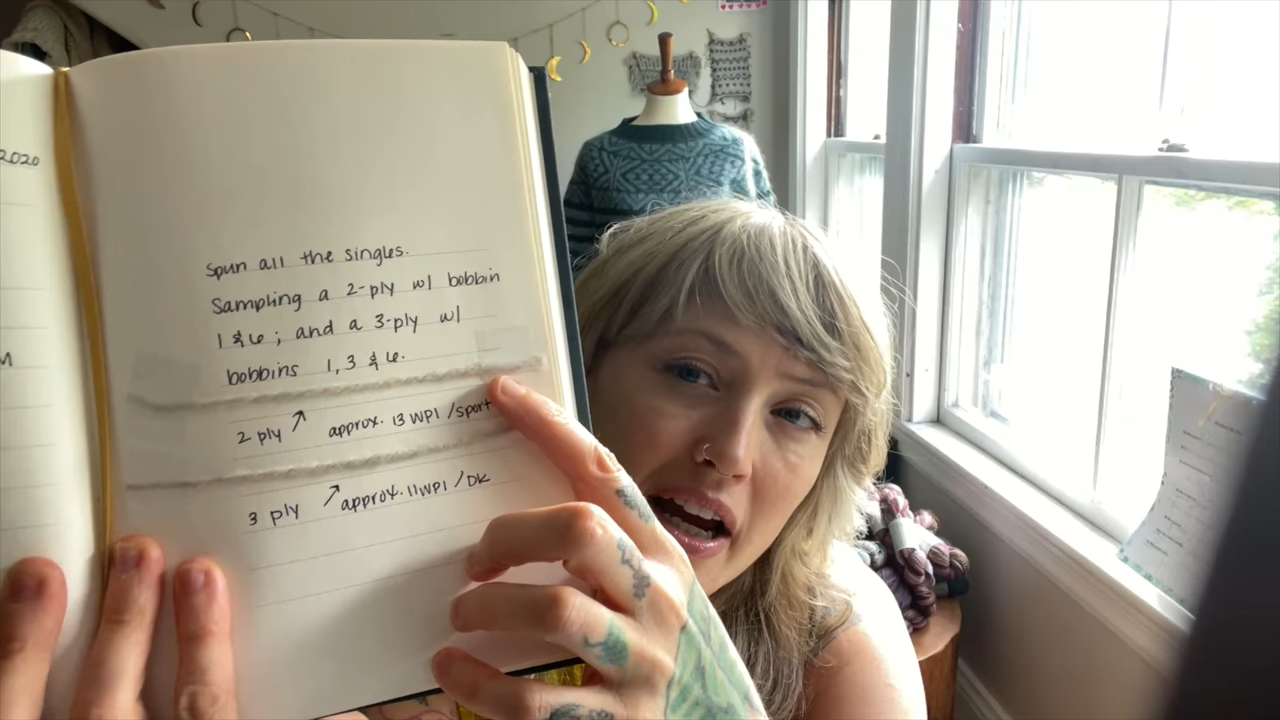 2020
M
Spun all the singles.
Sampling a 2-ply w/ bobbin
1 & 6 ; and a 3-ply w/
bobbins 1, 3 & 6.
2 ply ↗ approx. 13 WPI / sport
3 ply ↗ approx. 11 WPI / DK